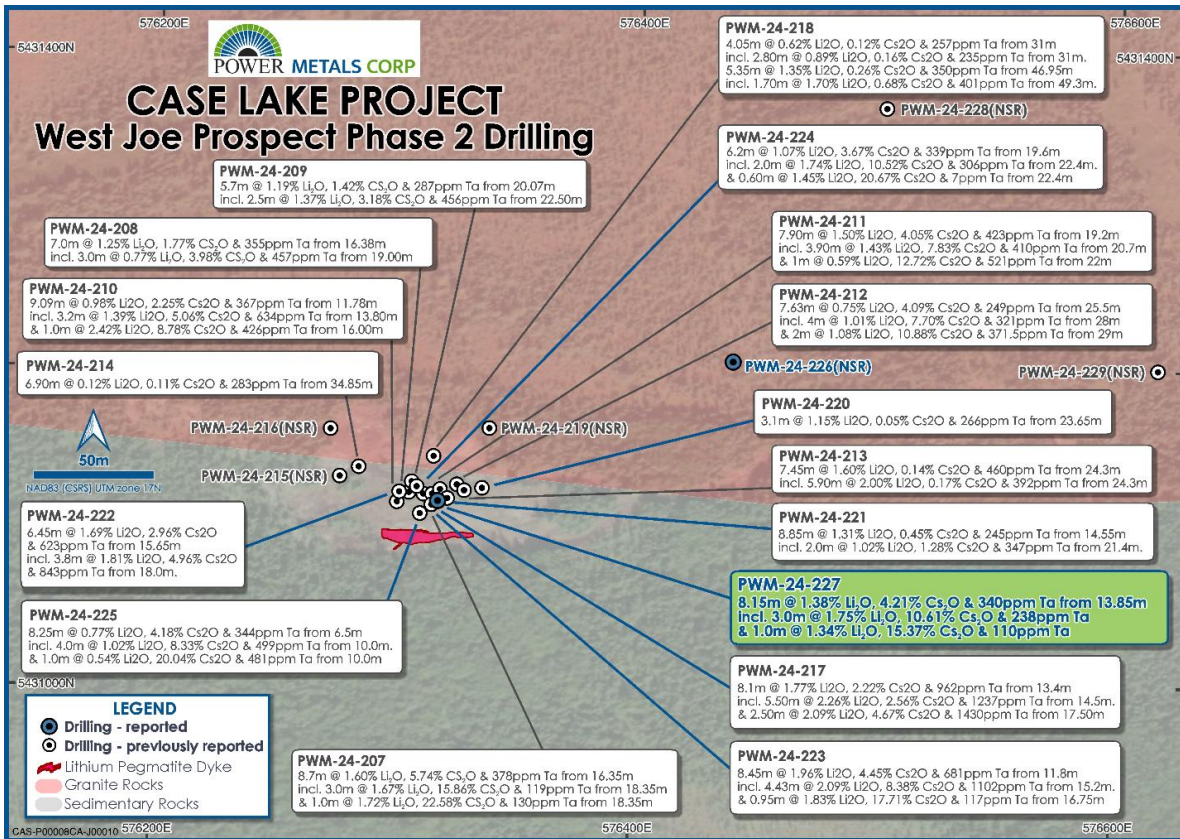 576200E
576400E
576600E
5431400N
5431400N
POWER METALS CORP
CASE LAKE PROJECT
West Joe Prospect Phase 2 Drilling
PWM-24-218
4.05m @ 0.62% Li2O, 0.12% Cs2O & 257ppm Ta from 31m
incl. 2.80m @ 0.89% Li2O, 0.16% Cs2O & 235ppm Ta from 31m.
5.35m @ 1.35% Li2O, 0.26% Cs2O & 350ppm Ta from 46.95m
incl. 1.70m @ 1.70% Li2O, 0.68% Cs2O & 401ppm Ta from 49.3m.
PWM-24-228(NSR)
PWM-24-224
6.2m @ 1.07% Li2O, 3.67% Cs2O & 339ppm Ta from 19.6m
incl. 2.0m @ 1.74% Li2O, 10.52% Cs2O & 306ppm Ta from 22.4m.
& 0.60m @ 1.45% Li2O, 20.67% Cs2O & 7ppm Ta from 22.4m
PWM-24-209
5.7m @ 1.19% Li₂O, 1.42% CS₂O & 287ppm Ta from 20.07m
incl. 2.5m @ 1.37% Li₂O, 3.18% CS₂O & 456ppm Ta from 22.50m
PWM-24-208
7.0m @ 1.25% Li₂O, 1.77% CS₂O & 355ppm Ta from 16.38m
incl. 3.0m @ 0.77% Li₂O, 3.98% CS₂O & 457ppm Ta from 19.00m
PWM-24-211
7.90m @ 1.50% Li2O, 4.05% Cs2O & 423ppm Ta from 19.2m
incl. 3.90m @ 1.43% Li2O, 7.83% Cs2O & 410ppm Ta from 20.7m
& 1m @ 0.59% Li2O, 12.72% Cs2O & 521ppm Ta from 22m
PWM-24-210
9.09m @ 0.98% Li2O, 2.25% Cs2O & 367ppm Ta from 11.78m
incl. 3.2m @ 1.39% Li2O, 5.06% Cs2O & 634ppm Ta from 13.80m
& 1.0m @ 2.42% Li2O, 8.78% Cs2O & 426ppm Ta from 16.00m
PWM-24-212
7.63m @ 0.75% Li2O, 4.09% Cs2O & 249ppm Ta from 25.5m
incl. 4m @ 1.01% Li2O, 7.70% Cs2O & 321ppm Ta from 28m
& 2m @ 1.08% Li2O, 10.88% Cs2O & 371.5ppm Ta from 29m
PWM-24-214
6.90m @ 0.12% Li2O, 0.11% Cs2O & 283ppm Ta from 34.85m
PWM-24-226(NSR)
PWM-24-229(NSR)
PWM-24-220
3.1m @ 1.15% Li2O, 0.05% Cs2O & 266ppm Ta from 23.65m
PWM-24-216(NSR)
PWM-24-219(NSR)
50m
NAD83 (CSRS) UTM zone 17N
PWM-24-215(NSR)
PWM-24-213
7.45m @ 1.60% Li2O, 0.14% Cs2O & 460ppm Ta from 24.3m
incl. 5.90m @ 2.00% Li2O, 0.17% Cs2O & 392ppm Ta from 24.3m
PWM-24-222
6.45m @ 1.69% Li2O, 2.96% Cs2O
& 623ppm Ta from 15.65m
incl. 3.8m @ 1.81% Li2O, 4.96% Cs2O
& 843ppm Ta from 18.0m.
PWM-24-221
8.85m @ 1.31% Li2O, 0.45% Cs2O & 245ppm Ta from 14.55m
incl. 2.0m @ 1.02% Li2O, 1.28% Cs2O & 347ppm Ta from 21.4m.
PWM-24-227
8.15m @ 1.38% Li₂O, 4.21% Cs₂O & 340ppm Ta from 13.85m
incl. 3.0m @ 1.75% Li₂O, 10.61% Cs₂O & 238ppm Ta
& 1.0m @ 1.34% Li₂O, 15.37% Cs₂O & 110ppm Ta
PWM-24-225
8.25m @ 0.77% Li2O, 4.18% Cs2O & 344ppm Ta from 6.5m
incl. 4.0m @ 1.02% Li2O, 8.33% Cs2O & 499ppm Ta from 10.0m.
& 1.0m @ 0.54% Li2O, 20.04% Cs2O & 481ppm Ta from 10.0m
PWM-24-217
8.1m @ 1.77% Li2O, 2.22% Cs2O & 962ppm Ta from 13.4m
incl. 5.50m @ 2.26% Li2O, 2.56% Cs2O & 1237ppm Ta from 14.5m.
& 2.50m @ 2.09% Li2O, 4.67% Cs2O & 1430ppm Ta from 17.50m
5431000N
LEGEND
Drilling - reported
Drilling - previously reported
Lithium Pegmatite Dyke
Granite Rocks
Sedimentary Rocks
PWM-24-207
8.7m @ 1.60% Li₂O, 5.74% CS₂O & 378ppm Ta from 16.35m
incl. 3.0m @ 1.67% Li₂O, 15.86% CS₂O & 119ppm Ta from 18.35m
& 1.0m @ 1.72% Li₂O, 22.58% CS₂O & 130ppm Ta from 18.35m
PWM-24-223
8.45m @ 1.96% Li2O, 4.45% Cs2O & 681ppm Ta from 11.8m
incl. 4.43m @ 2.09% Li2O, 8.38% Cs2O & 1102ppm Ta from 15.2m.
& 0.95m @ 1.83% Li2O, 17.71% Cs2O & 117ppm Ta from 16.75m
CAS-P00008CA-J00010
576200E
576400E
576600E